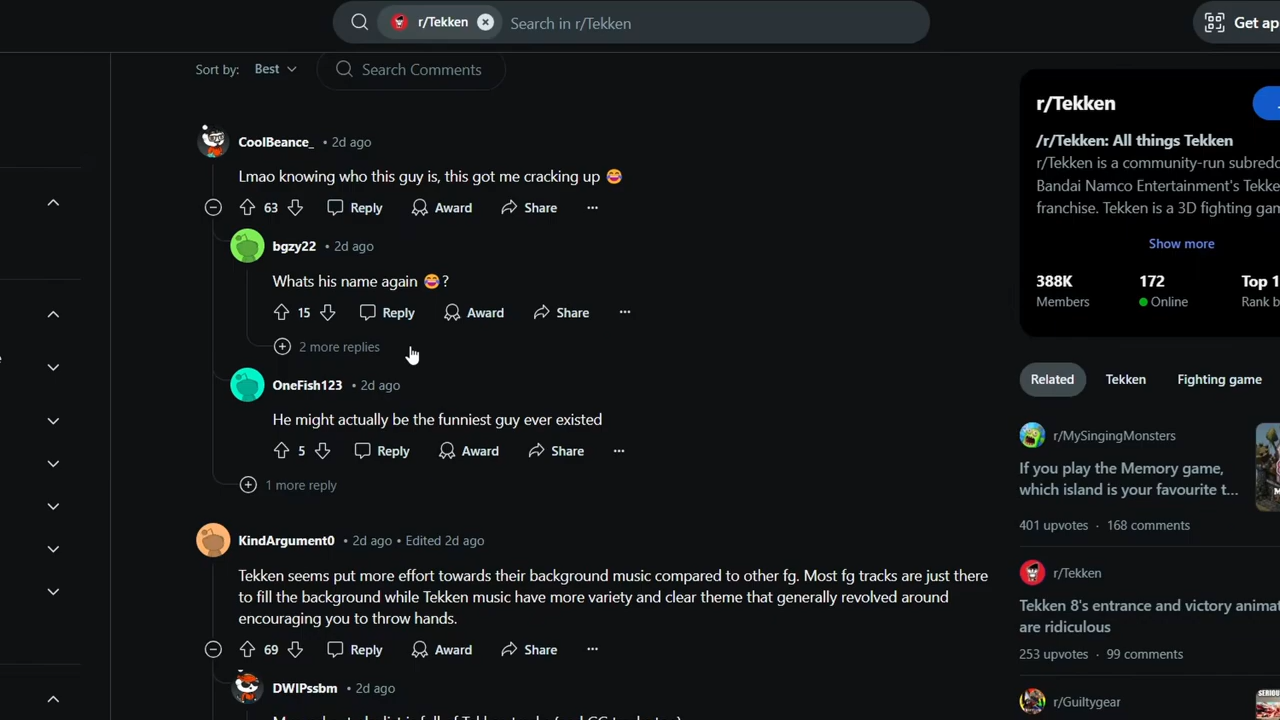 r/Tekken
Search in r/Tekken
Get ap
Sort by: Best
Search Comments
CoolBeance_ • 2d ago
Lmao knowing who this guy is, this got me cracking up 😂
63 Reply Award Share ...
bgzy22 • 2d ago
Whats his name again 😂?
15 Reply Award Share ...
2 more replies
OneFish123 • 2d ago
He might actually be the funniest guy ever existed
5 Reply Award Share ...
1 more reply
KindArgument0 • 2d ago • Edited 2d ago
Tekken seems put more effort towards their background music compared to other fg. Most fg tracks are just there
to fill the background while Tekken music have more variety and clear theme that generally revolved around
encouraging you to throw hands.
69 Reply Award Share ...
DWIPssbm • 2d ago
r/Tekken
/r/Tekken: All things Tekken
r/Tekken is a community-run subredd
Bandai Namco Entertainment's Tekke
franchise. Tekken is a 3D fighting gam
Show more
388K 172 Top 1
Members Online Rank b
Related Tekken Fighting game
r/MySingingMonsters
If you play the Memory game,
which island is your favourite t...
401 upvotes · 168 comments
r/Tekken
Tekken 8's entrance and victory animat
are ridiculous
253 upvotes · 99 comments
r/Guiltygear